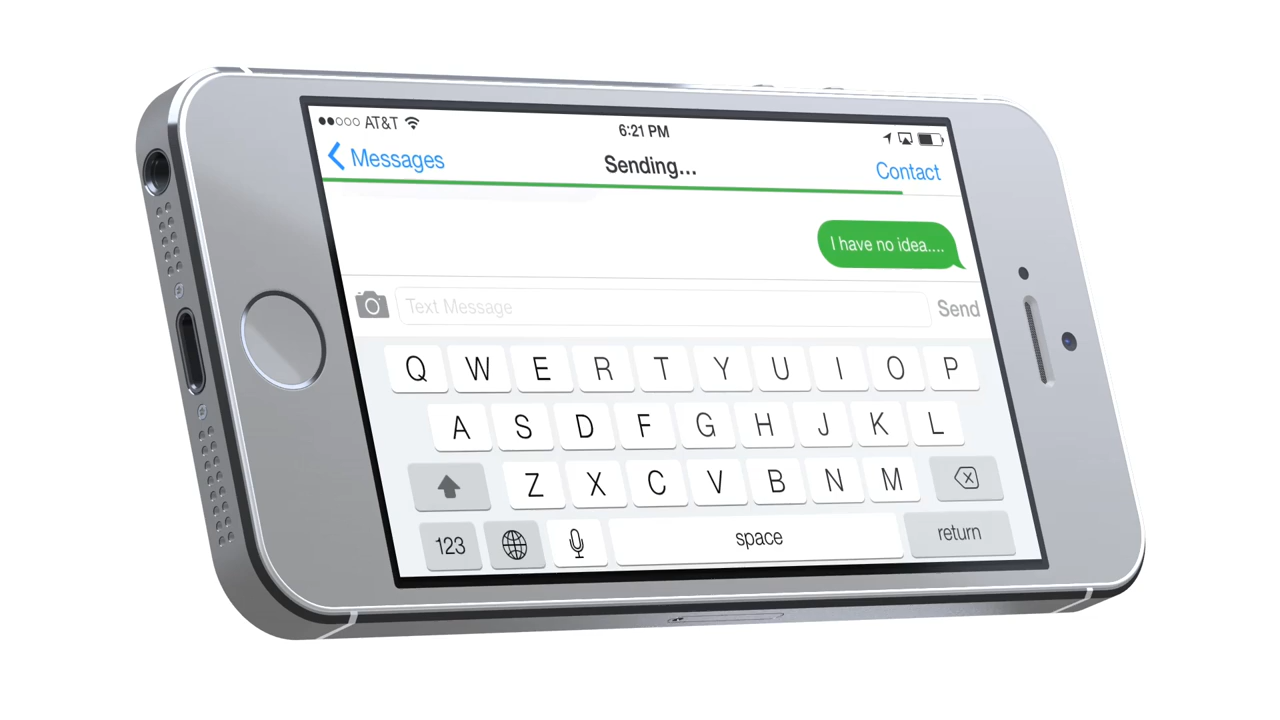 AT&T 6:21 PM
Messages Sending... Contact
I have no idea....
Text Message Send
Q W E R T Y U I O P
A S D F G H J K L
Z X C V B N M
123 space return